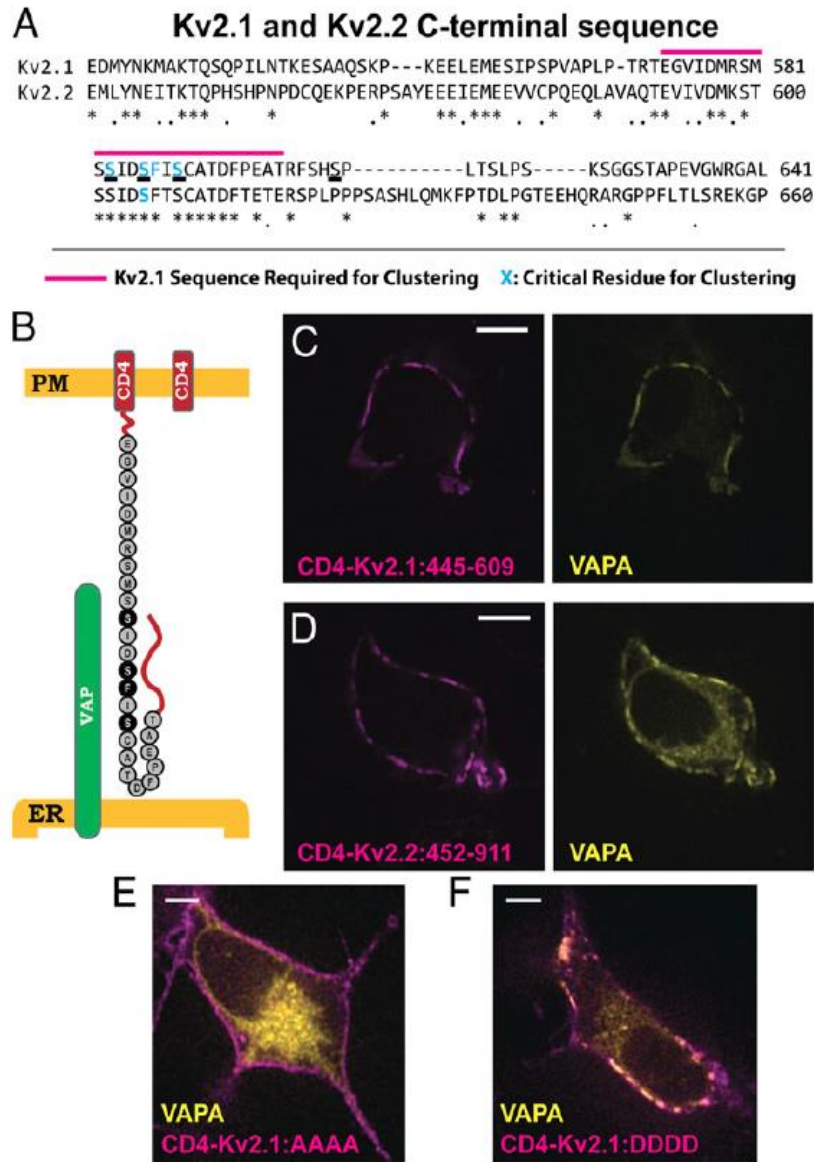 A
Kv2.1 and Kv2.2 C-terminal sequence
Kv2.1 EDMYNKMAKTQSQPILNTKESAAQSKP---KEELEMESIPSPVAPLP-TRTEGVIDMRSM 581
Kv2.2 EMLYNEITKTQPHSHPNPDCQEKPERPSAYEEEIEMEEVVCPQEQLAVAQTEVIVDMKST 600
SSIDSFISCATDFPEATRFSHSP----------LTSLPS-----KSGGSTAPEVGWRGAL 641
SSIDSFTSCATDFTETERSPLPPPSASHLQMKFPTDLPGTEEHQRARGPPFLTLSREKGP 660
Kv2.1 Sequence Required for Clustering X: Critical Residue for Clustering
B
CD4
CD4
PM
E
G
V
I
D
M
R
S
M
S
S
I
D
S
F
I
S
C
A
T
D
F
P
E
A
T
VAP
ER
C
CD4-Kv2.1:445-609
VAPA
D
CD4-Kv2.2:452-911
VAPA
E
VAPA
CD4-Kv2.1:AAAA
F
VAPA
CD4-Kv2.1:DDDD